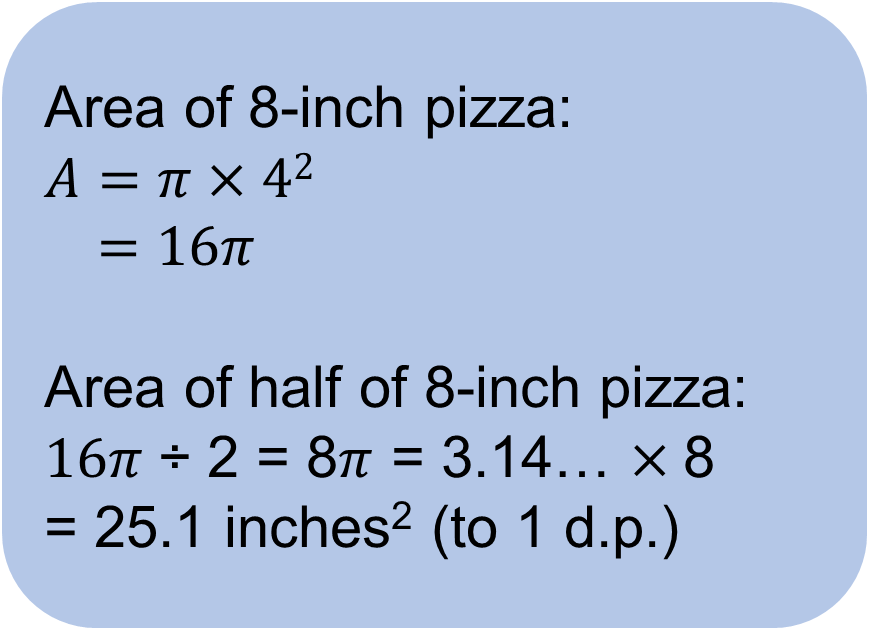 Area of 8-inch pizza:
𝐴 = 𝜋 × 4²
= 16𝜋
Area of half of 8-inch pizza:
16𝜋 ÷ 2 = 8𝜋 = 3.14… × 8
= 25.1 inches² (to 1 d.p.)